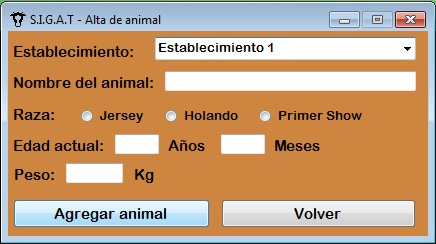 S.I.G.A.T - Alta de animal
Establecimiento: Establecimiento 1
Nombre del animal:
Raza: Jersey Holando Primer Show
Edad actual: Años Meses
Peso: Kg
Agregar animal Volver